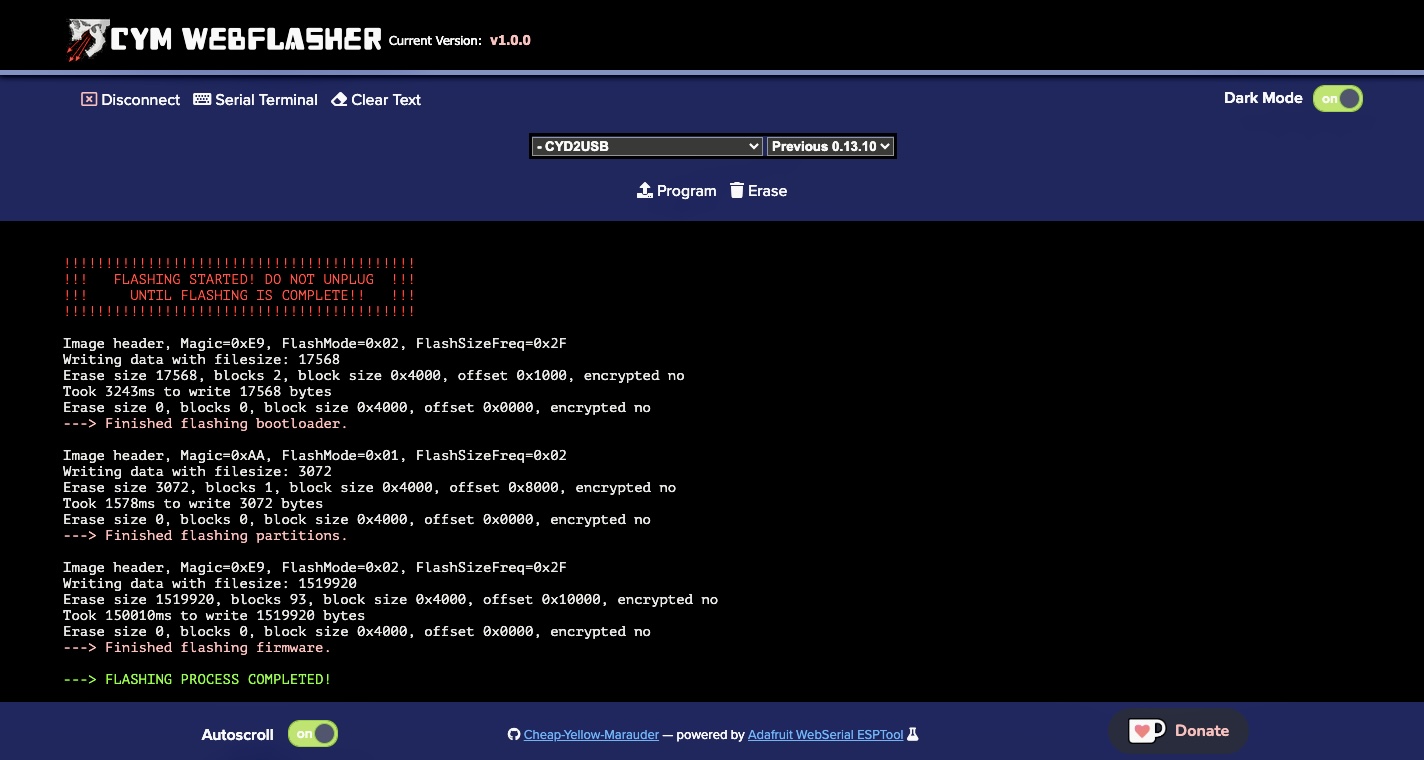 CYM WEBFLASHER Current Version: v1.0.0
Disconnect Serial Terminal Clear Text Dark Mode on
- CYD2USB Previous 0.13.10
Program Erase
!!!!!!!!!!!!!!!!!!!!!!!!!!!!!!!!!!!!!!!!!!
!!!   FLASHING STARTED! DO NOT UNPLUG  !!!
!!!     UNTIL FLASHING IS COMPLETE!!   !!!
!!!!!!!!!!!!!!!!!!!!!!!!!!!!!!!!!!!!!!!!!!
Image header, Magic=0xE9, FlashMode=0x02, FlashSizeFreq=0x2F
Writing data with filesize: 17568
Erase size 17568, blocks 2, block size 0x4000, offset 0x1000, encrypted no
Took 3243ms to write 17568 bytes
Erase size 0, blocks 0, block size 0x4000, offset 0x0000, encrypted no
---> Finished flashing bootloader.
Image header, Magic=0xAA, FlashMode=0x01, FlashSizeFreq=0x02
Writing data with filesize: 3072
Erase size 3072, blocks 1, block size 0x4000, offset 0x8000, encrypted no
Took 1578ms to write 3072 bytes
Erase size 0, blocks 0, block size 0x4000, offset 0x0000, encrypted no
---> Finished flashing partitions.
Image header, Magic=0xE9, FlashMode=0x02, FlashSizeFreq=0x2F
Writing data with filesize: 1519920
Erase size 1519920, blocks 93, block size 0x4000, offset 0x10000, encrypted no
Took 150010ms to write 1519920 bytes
Erase size 0, blocks 0, block size 0x4000, offset 0x0000, encrypted no
---> Finished flashing firmware.
---> FLASHING PROCESS COMPLETED!
Autoscroll on Cheap-Yellow-Marauder — powered by Adafruit WebSerial ESPTool Donate